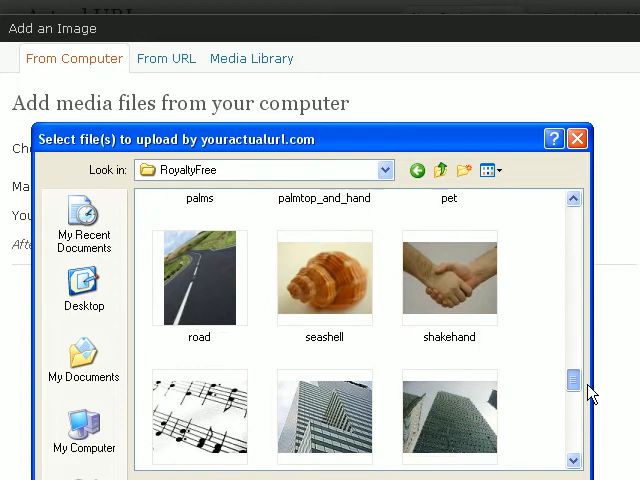 Add an Image
From Computer
From URL
Media Library
Add media files from your computer
Select file(s) to upload by youractualurl.com
Look in:
RoyaltyFree
My Recent
Documents
Desktop
My Documents
My Computer
palms
palmtop_and_hand
pet
road
seashell
shakehand